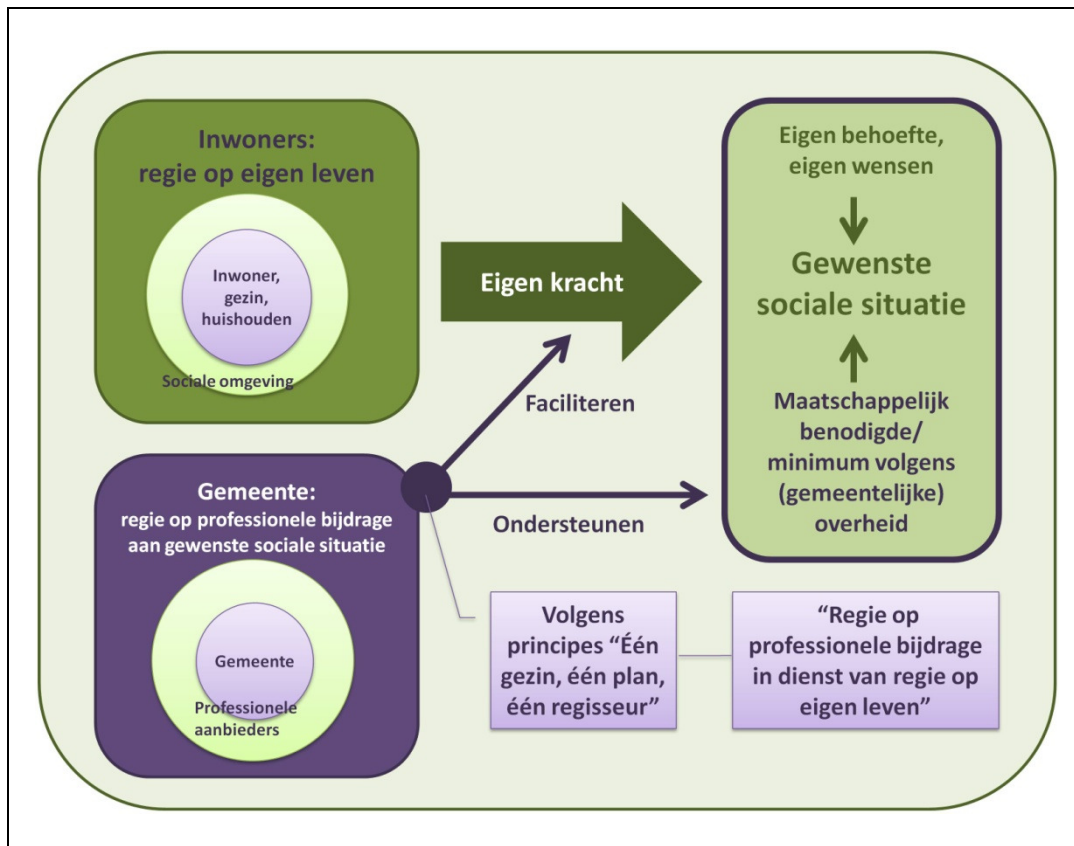 Inwoners:
regie op eigen leven
Inwoner,
gezin,
huishouden
Sociale omgeving
Eigen kracht
Eigen behoefte,
eigen wensen
Gewenste
sociale situatie
Maatschappelijk
benodigde/
minimum volgens
(gemeentelijke)
overheid
Faciliteren
Ondersteunen
Gemeente:
regie op professionele bijdrage
aan gewenste sociale situatie
Gemeente
Professionele
aanbieders
Volgens
principes “Één
gezin, één plan,
één regisseur”
“Regie op
professionele bijdrage
in dienst van regie op
eigen leven”